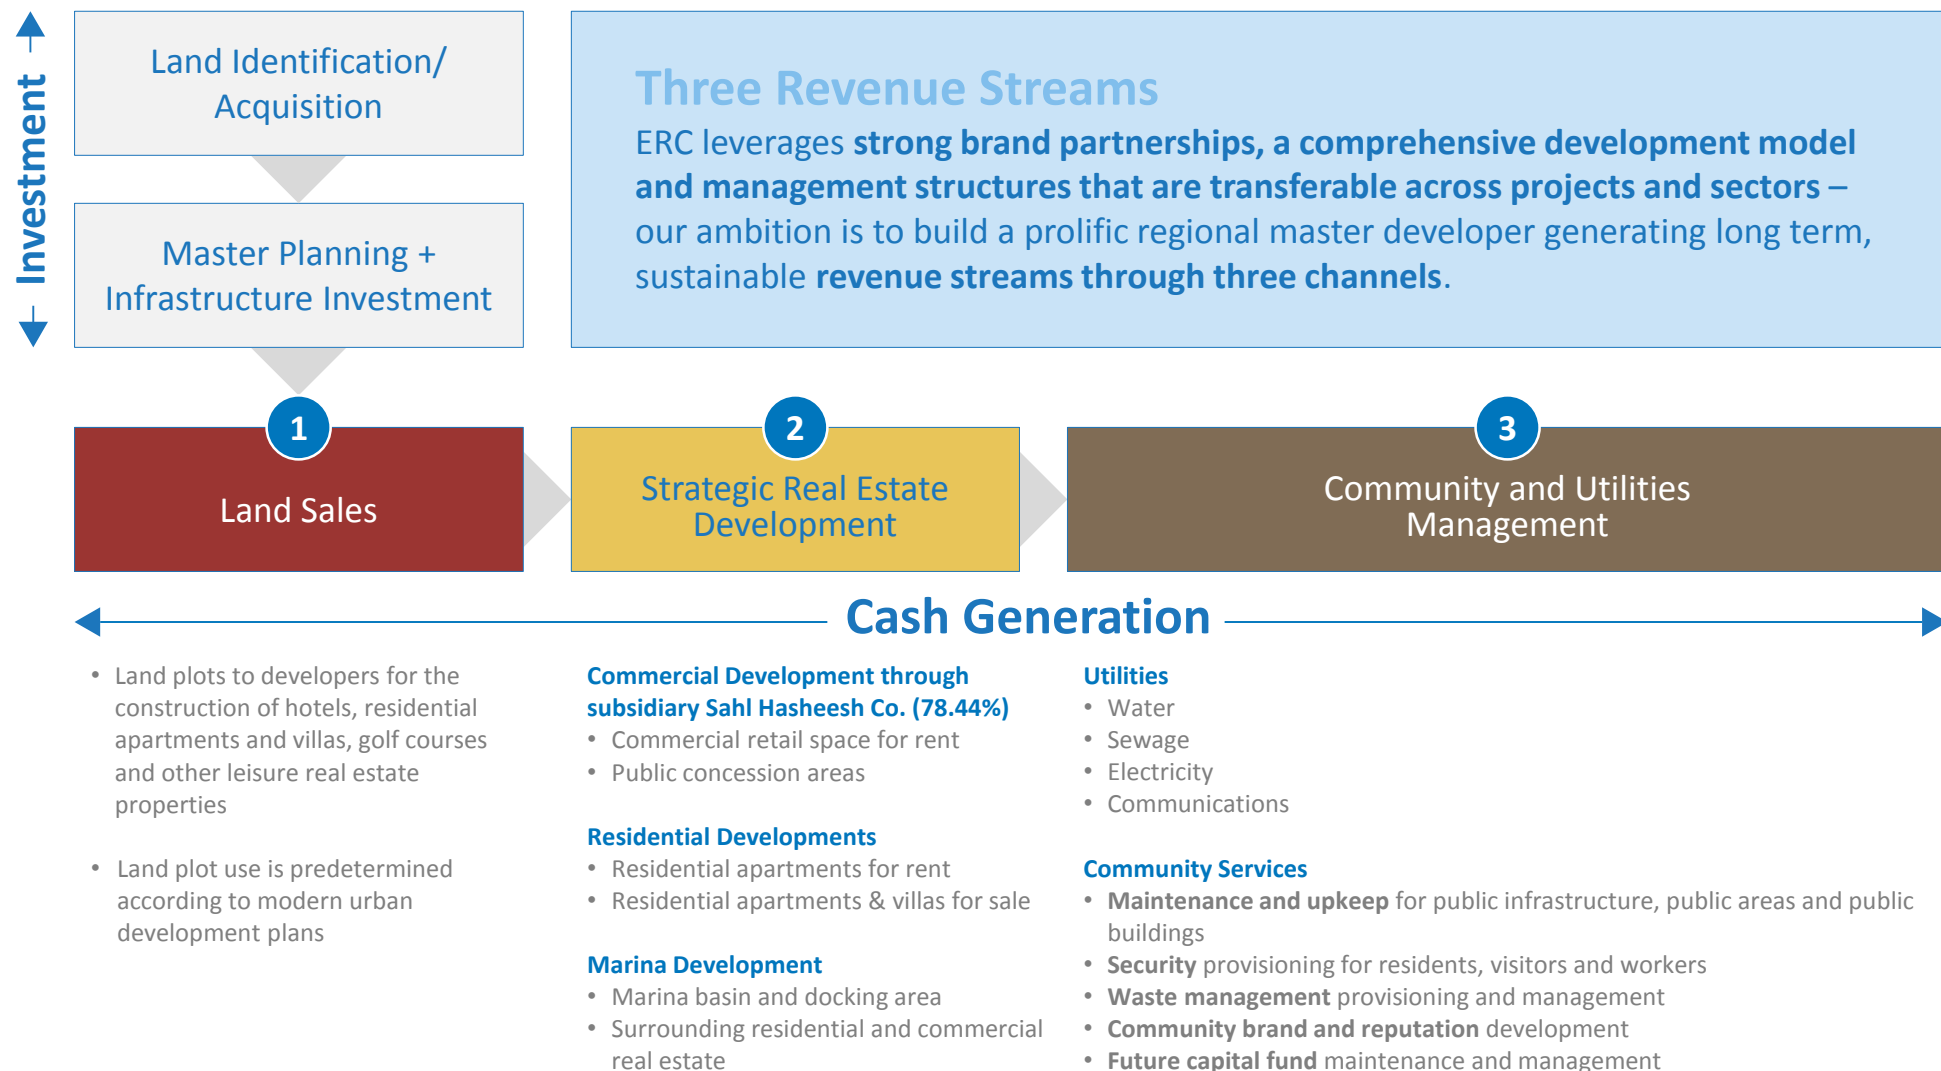 Investment
Land Identification/
Acquisition
Master Planning +
Infrastructure Investment
Three Revenue Streams
ERC leverages strong brand partnerships, a comprehensive development model
and management structures that are transferable across projects and sectors –
our ambition is to build a prolific regional master developer generating long term,
sustainable revenue streams through three channels.
1
Land Sales
2
Strategic Real Estate
Development
3
Community and Utilities
Management
Cash Generation
• Land plots to developers for the
construction of hotels, residential
apartments and villas, golf courses
and other leisure real estate
properties
• Land plot use is predetermined
according to modern urban
development plans
Commercial Development through
subsidiary Sahl Hasheesh Co. (78.44%)
• Commercial retail space for rent
• Public concession areas
Residential Developments
• Residential apartments for rent
• Residential apartments & villas for sale
Marina Development
• Marina basin and docking area
• Surrounding residential and commercial
real estate
Utilities
• Water
• Sewage
• Electricity
• Communications
Community Services
• Maintenance and upkeep for public infrastructure, public areas and public
buildings
• Security provisioning for residents, visitors and workers
• Waste management provisioning and management
• Community brand and reputation development
• Future capital fund maintenance and management